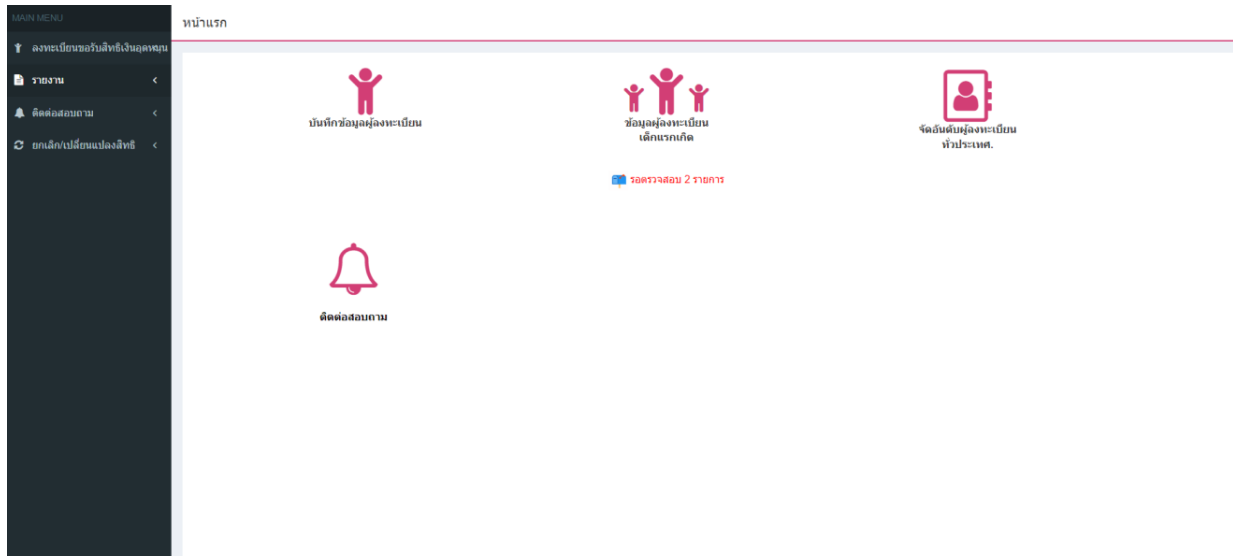 MAIN MENU
หน้าแรก
ลงทะเบียนขอรับสิทธิเงินอุดหนุน
รายงาน
ติดต่อสอบถาม
ยกเลิก/เปลี่ยนแปลงสิทธิ
บันทึกข้อมูลผู้ลงทะเบียน
ข้อมูลผู้ลงทะเบียน
เด็กแรกเกิด
จัดอันดับผู้ลงทะเบียน
ทั่วประเทศ.
รอตรวจสอบ 2 รายการ
ติดต่อสอบถาม